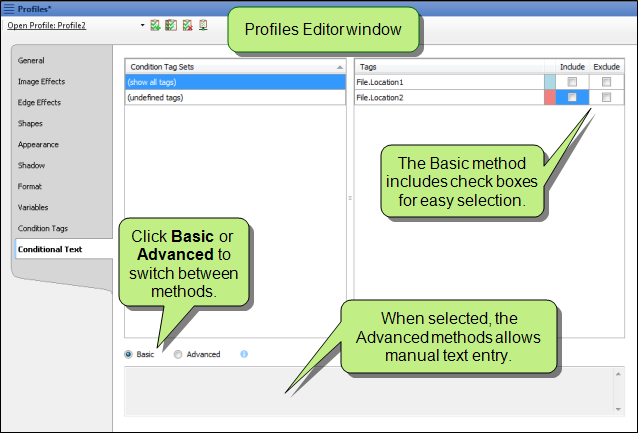 Profiles*
Open Profile: Profile2
Profiles Editor window
General
Image Effects
Edge Effects
Shapes
Appearance
Shadow
Format
Variables
Condition Tags
Conditional Text
Condition Tag Sets
(show all tags)
(undefined tags)
Tags Include Exclude
File.Location1
File.Location2
The Basic method
includes check boxes
for easy selection.
Click Basic or
Advanced to
switch between
methods.
When selected, the
Advanced methods allows
manual text entry.
Basic Advanced